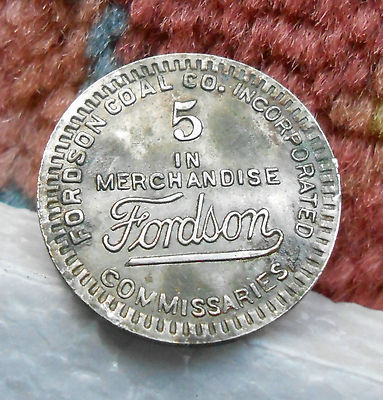 FORDSON COAL CO. INCORPORATED
5
IN
MERCHANDISE
Fordson
COMMISSARIES